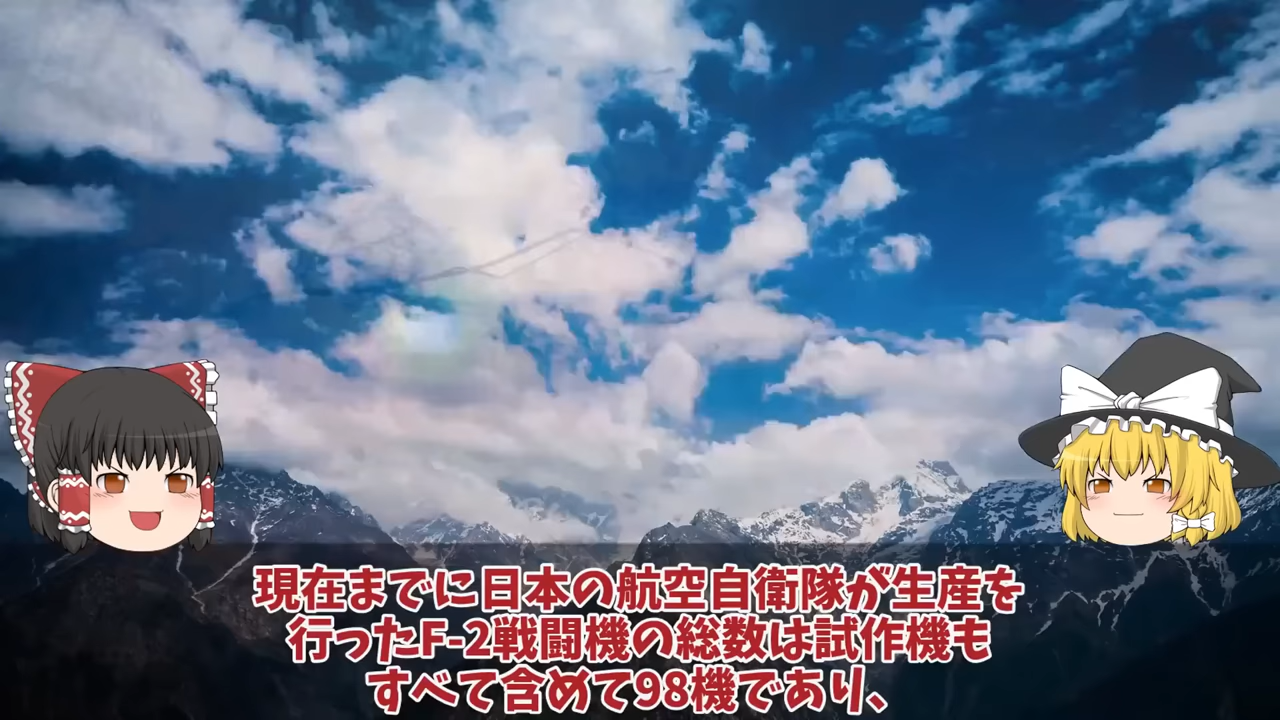 現在までに日本の航空自衛隊が生産を
行ったF-2戦闘機の総数は試作機も
すべて含めて98機であり、